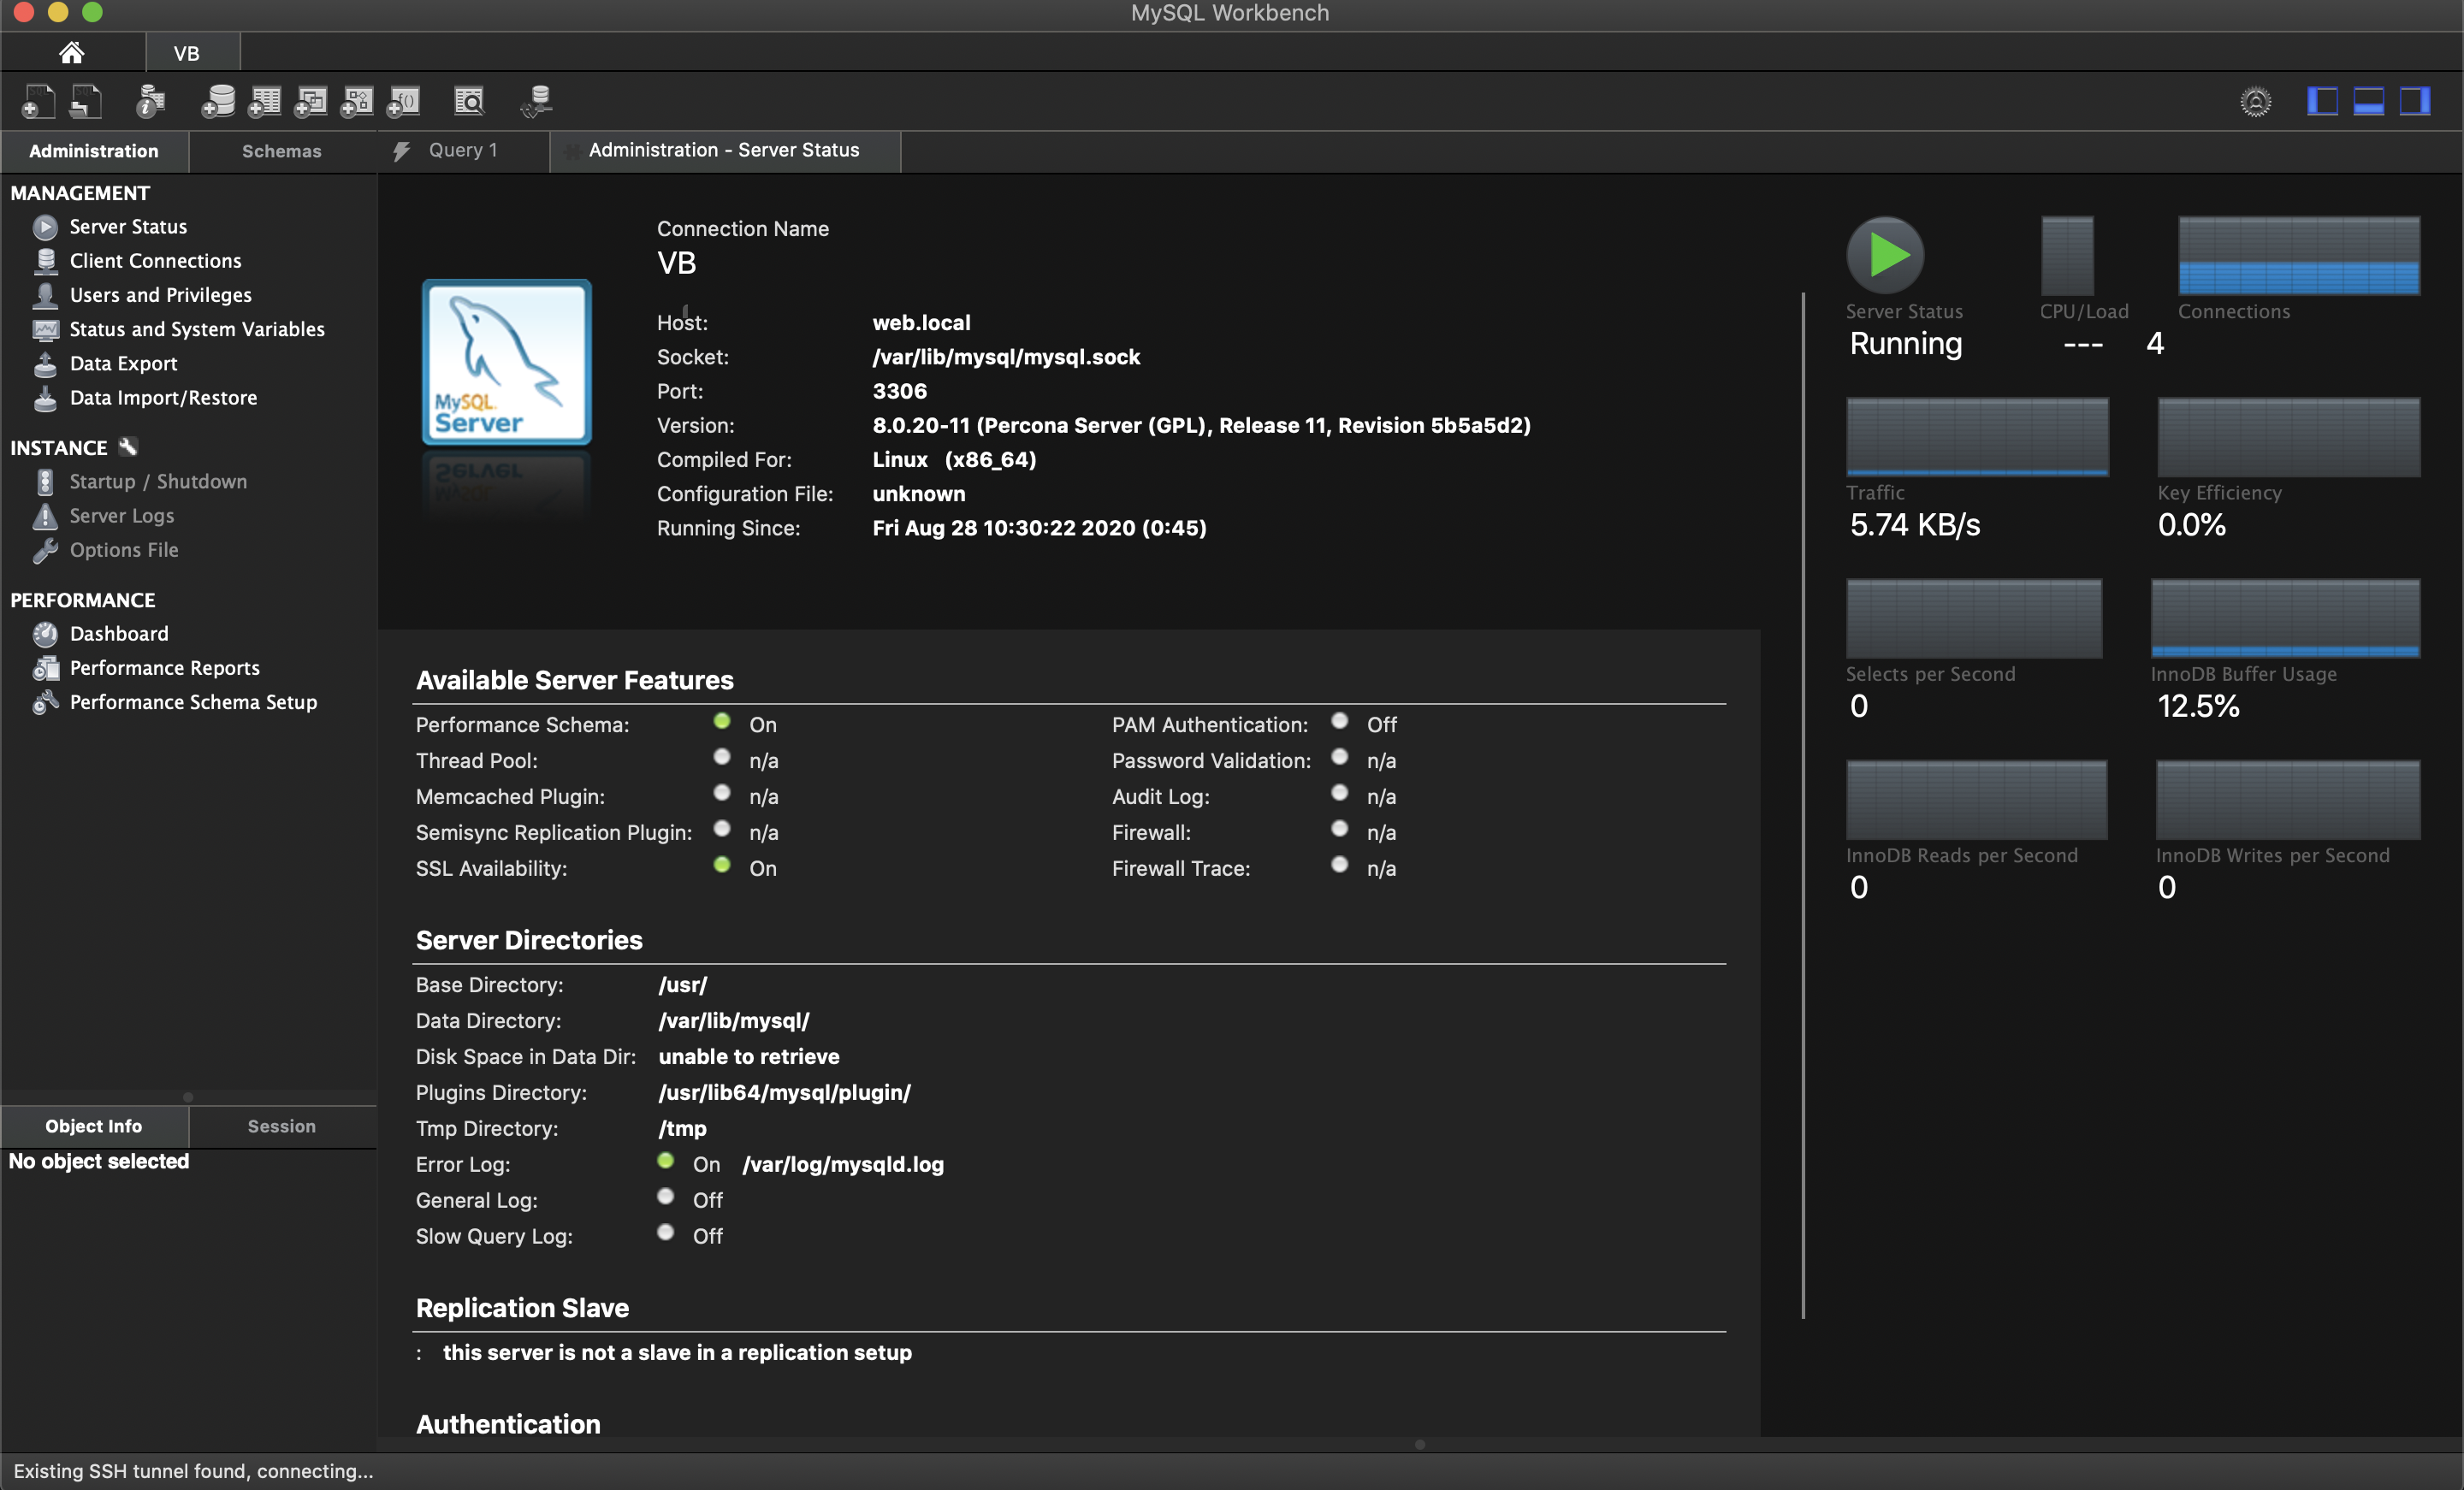 MySQL Workbench
VB
Administration
Schemas
Query 1
Administration - Server Status
MANAGEMENT
Server Status
Client Connections
Users and Privileges
Status and System Variables
Data Export
Data Import/Restore
INSTANCE
Startup / Shutdown
Server Logs
Options File
PERFORMANCE
Dashboard
Performance Reports
Performance Schema Setup
Object Info
Session
No object selected
MySQL
Server
Connection Name
VB
Host: web.local
Socket: /var/lib/mysql/mysql.sock
Port: 3306
Version: 8.0.20-11 (Percona Server (GPL), Release 11, Revision 5b5a5d2)
Compiled For: Linux (x86_64)
Configuration File: unknown
Running Since: Fri Aug 28 10:30:22 2020 (0:45)
Available Server Features
Performance Schema: On
PAM Authentication: Off
Thread Pool: n/a
Password Validation: n/a
Memcached Plugin: n/a
Audit Log: n/a
Semisync Replication Plugin: n/a
Firewall: n/a
SSL Availability: On
Firewall Trace: n/a
Server Directories
Base Directory: /usr/
Data Directory: /var/lib/mysql/
Disk Space in Data Dir: unable to retrieve
Plugins Directory: /usr/lib64/mysql/plugin/
Tmp Directory: /tmp
Error Log: On /var/log/mysqld.log
General Log: Off
Slow Query Log: Off
Replication Slave
: this server is not a slave in a replication setup
Authentication
Server Status
Running
CPU/Load
---
Connections
4
Traffic
5.74 KB/s
Key Efficiency
0.0%
Selects per Second
0
InnoDB Buffer Usage
12.5%
InnoDB Reads per Second
0
InnoDB Writes per Second
0
Existing SSH tunnel found, connecting...